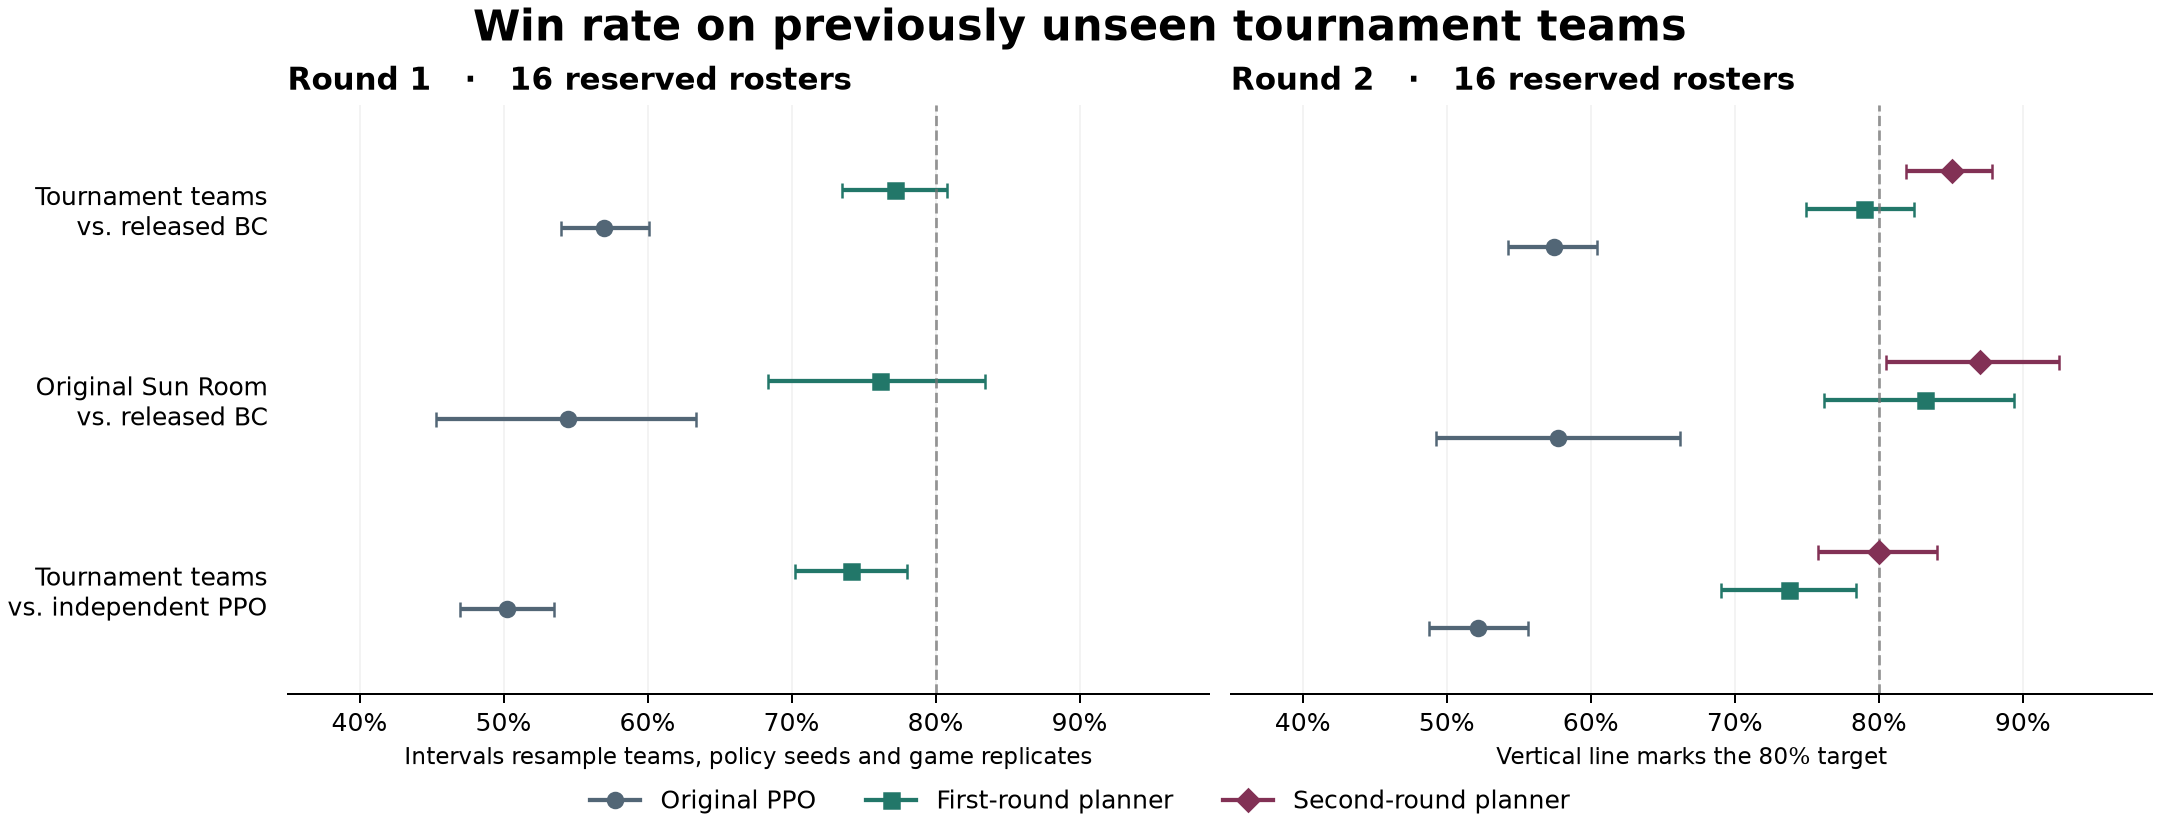 Win rate on previously unseen tournament teams
Round 1 · 16 reserved rosters
Round 2 · 16 reserved rosters
Tournament teams
vs. released BC
Original Sun Room
vs. released BC
Tournament teams
vs. independent PPO
40% 50% 60% 70% 80% 90%
40% 50% 60% 70% 80% 90%
Intervals resample teams, policy seeds and game replicates
Vertical line marks the 80% target
Original PPO
First-round planner
Second-round planner